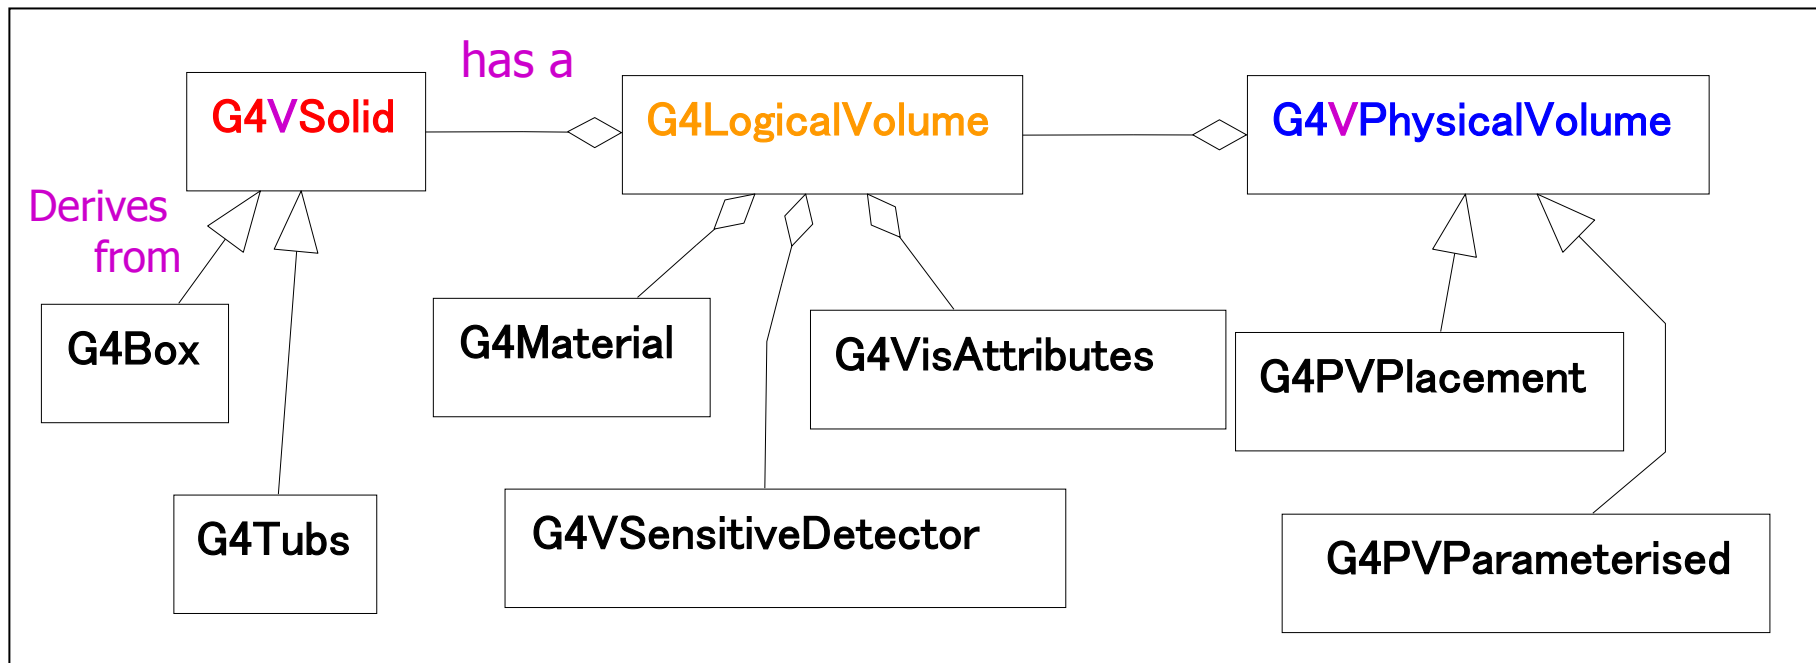 has a
G4VSolid
G4LogicalVolume
G4VPhysicalVolume
Derives
from
G4Box
G4Material
G4VisAttributes
G4PVPlacement
G4Tubs
G4VSensitiveDetector
G4PVParameterised